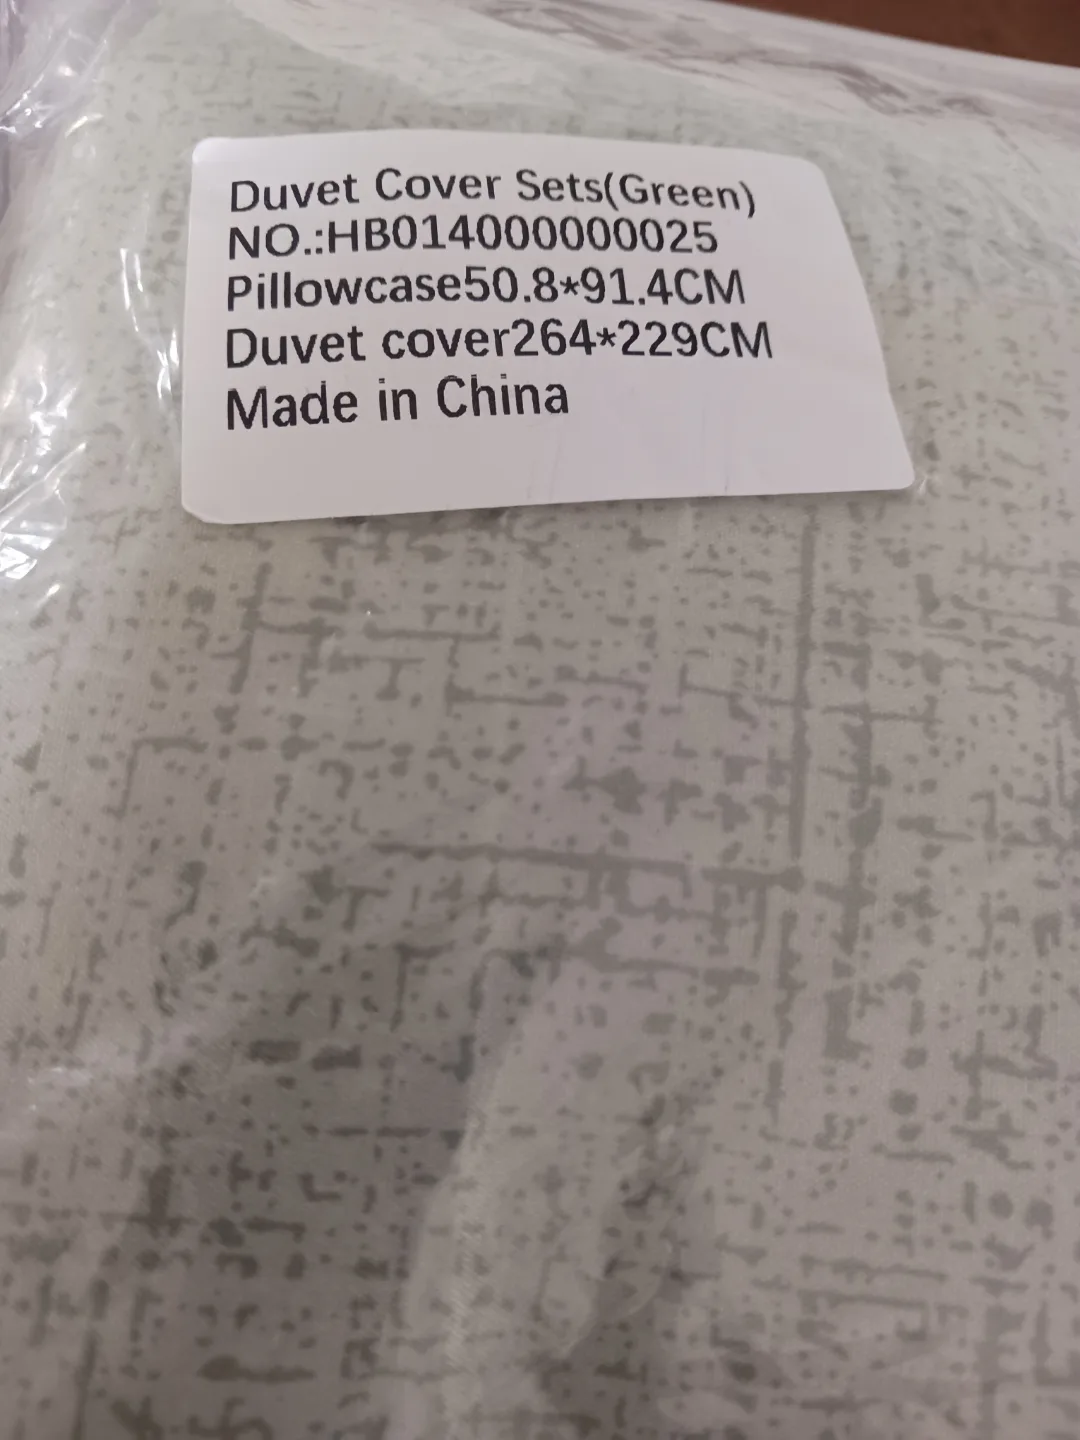 Duvet Cover Sets(Green)
NO.:HB014000000025
Pillowcase50.8*91.4CM
Duvet cover264*229CM
Made in China